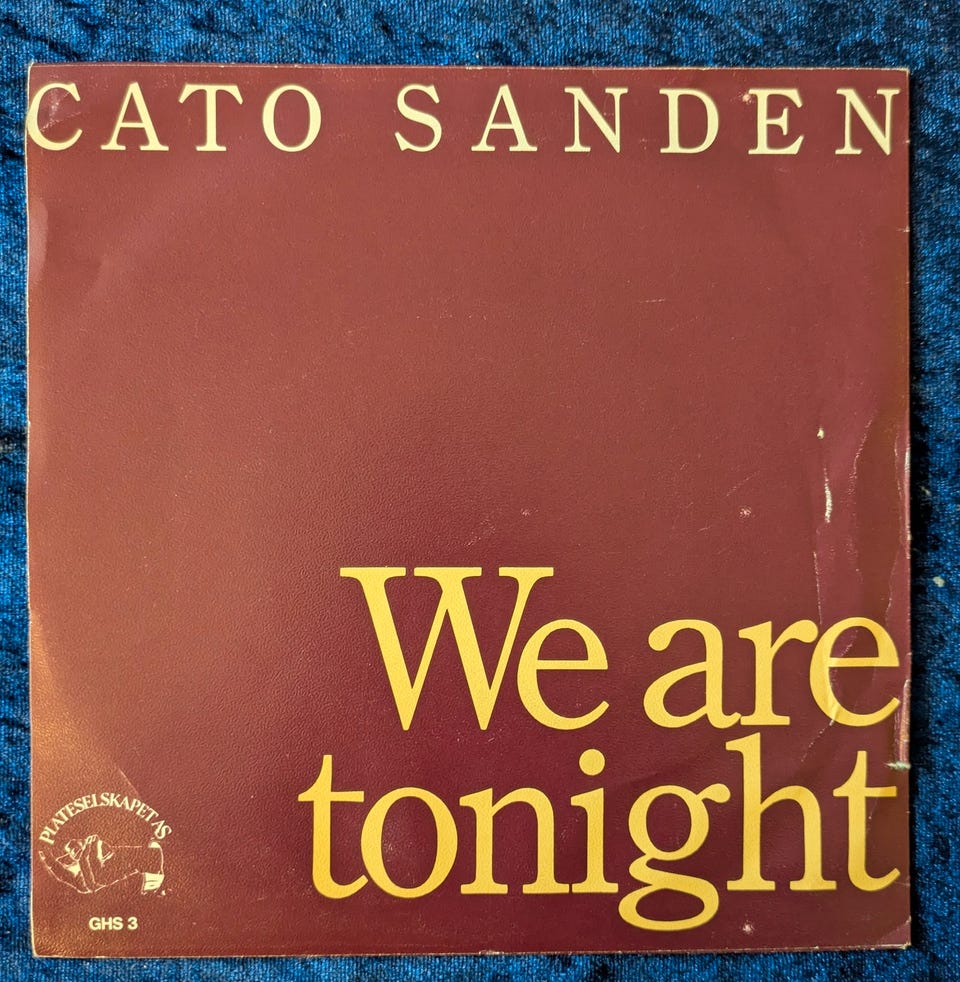 CATO SANDEN
We are
tonight
PLATESELSKAPET AS
GHS 3